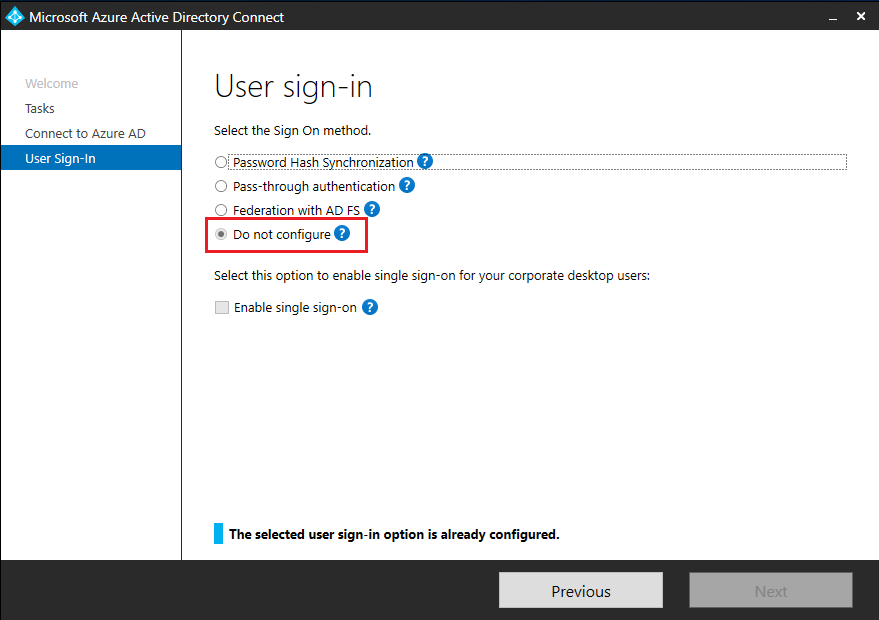 Microsoft Azure Active Directory Connect
Welcome
Tasks
Connect to Azure AD
User Sign-In
User sign-in
Select the Sign On method.
Password Hash Synchronization ?
Pass-through authentication ?
Federation with AD FS ?
Do not configure ?
Select this option to enable single sign-on for your corporate desktop users:
Enable single sign-on ?
The selected user sign-in option is already configured.
Previous
Next